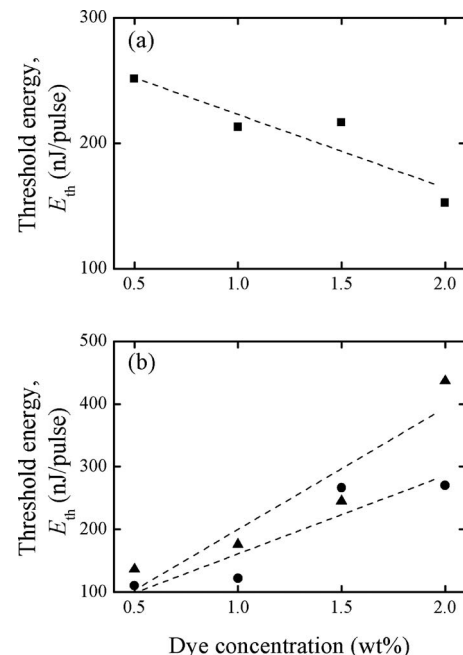 300
(a)
200
100
Threshold energy,
E_th (nJ/pulse)
0.5 1.0 1.5 2.0
500
(b)
400
300
200
100
Threshold energy,
E_th (nJ/pulse)
0.5 1.0 1.5 2.0
Dye concentration (wt%)